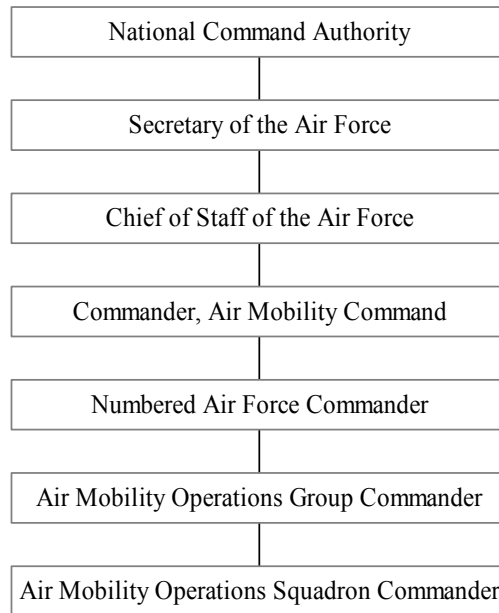 National Command Authority
Secretary of the Air Force
Chief of Staff of the Air Force
Commander, Air Mobility Command
Numbered Air Force Commander
Air Mobility Operations Group Commander
Air Mobility Operations Squadron Commander